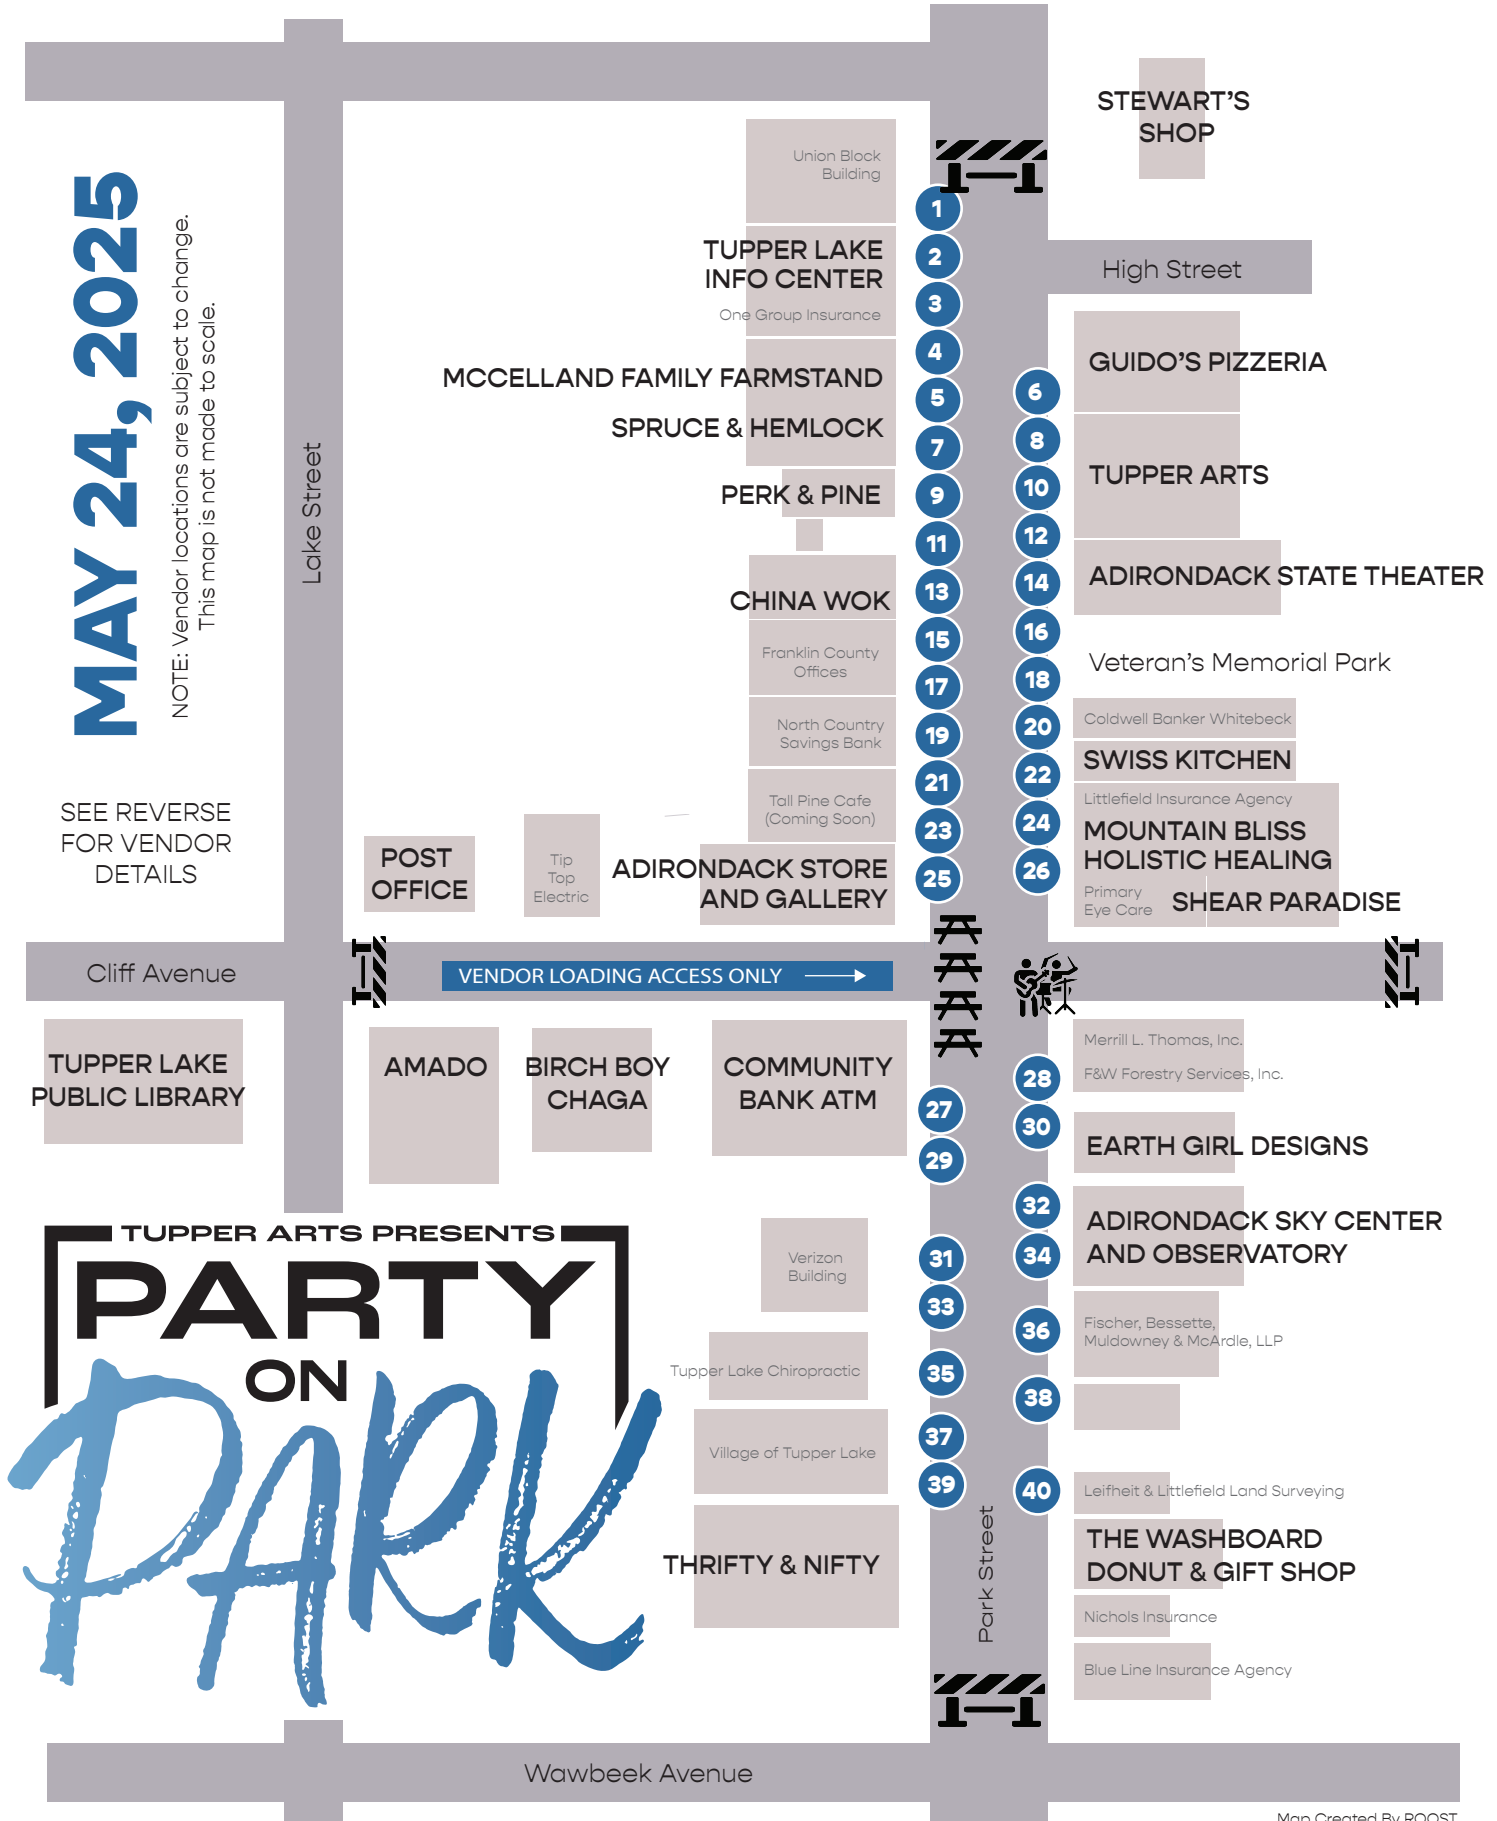 STEWART'S
SHOP
Union Block
Building
1
TUPPER LAKE
INFO CENTER
One Group Insurance
2
3
High Street
MAY 24, 2025
NOTE: Vendor locations are subject to change.
This map is not made to scale.
SEE REVERSE
FOR VENDOR
DETAILS
Lake Street
4
MCCELLAND FAMILY FARMSTAND
5
SPRUCE & HEMLOCK
7
PERK & PINE
9
11
CHINA WOK
13
15
Franklin County
Offices
17
North Country
Savings Bank
19
21
Tall Pine Cafe
(Coming Soon)
23
ADIRONDACK STORE
AND GALLERY
25
POST
OFFICE
Tip
Top
Electric
GUIDO'S PIZZERIA
6
8
TUPPER ARTS
10
12
ADIRONDACK STATE THEATER
14
16
Veteran's Memorial Park
18
Coldwell Banker Whitebeck
20
SWISS KITCHEN
22
Littlefield Insurance Agency
24
MOUNTAIN BLISS
HOLISTIC HEALING
26
Primary
Eye Care
SHEAR PARADISE
Cliff Avenue
VENDOR LOADING ACCESS ONLY
TUPPER LAKE
PUBLIC LIBRARY
AMADO
BIRCH BOY
CHAGA
COMMUNITY
BANK ATM
27
29
Merrill L. Thomas, Inc.
F&W Forestry Services, Inc.
28
30
EARTH GIRL DESIGNS
32
ADIRONDACK SKY CENTER
AND OBSERVATORY
34
Fischer, Bessette,
Muldowney & McArdle, LLP
36
38
40
Leifheit & Littlefield Land Surveying
THE WASHBOARD
DONUT & GIFT SHOP
Nichols Insurance
Blue Line Insurance Agency
Verizon
Building
31
33
Tupper Lake Chiropractic
35
Village of Tupper Lake
37
39
THRIFTY & NIFTY
Park Street
TUPPER ARTS PRESENTS
PARTY
ON
PARK
Wawbeek Avenue
Map Created By ROOST